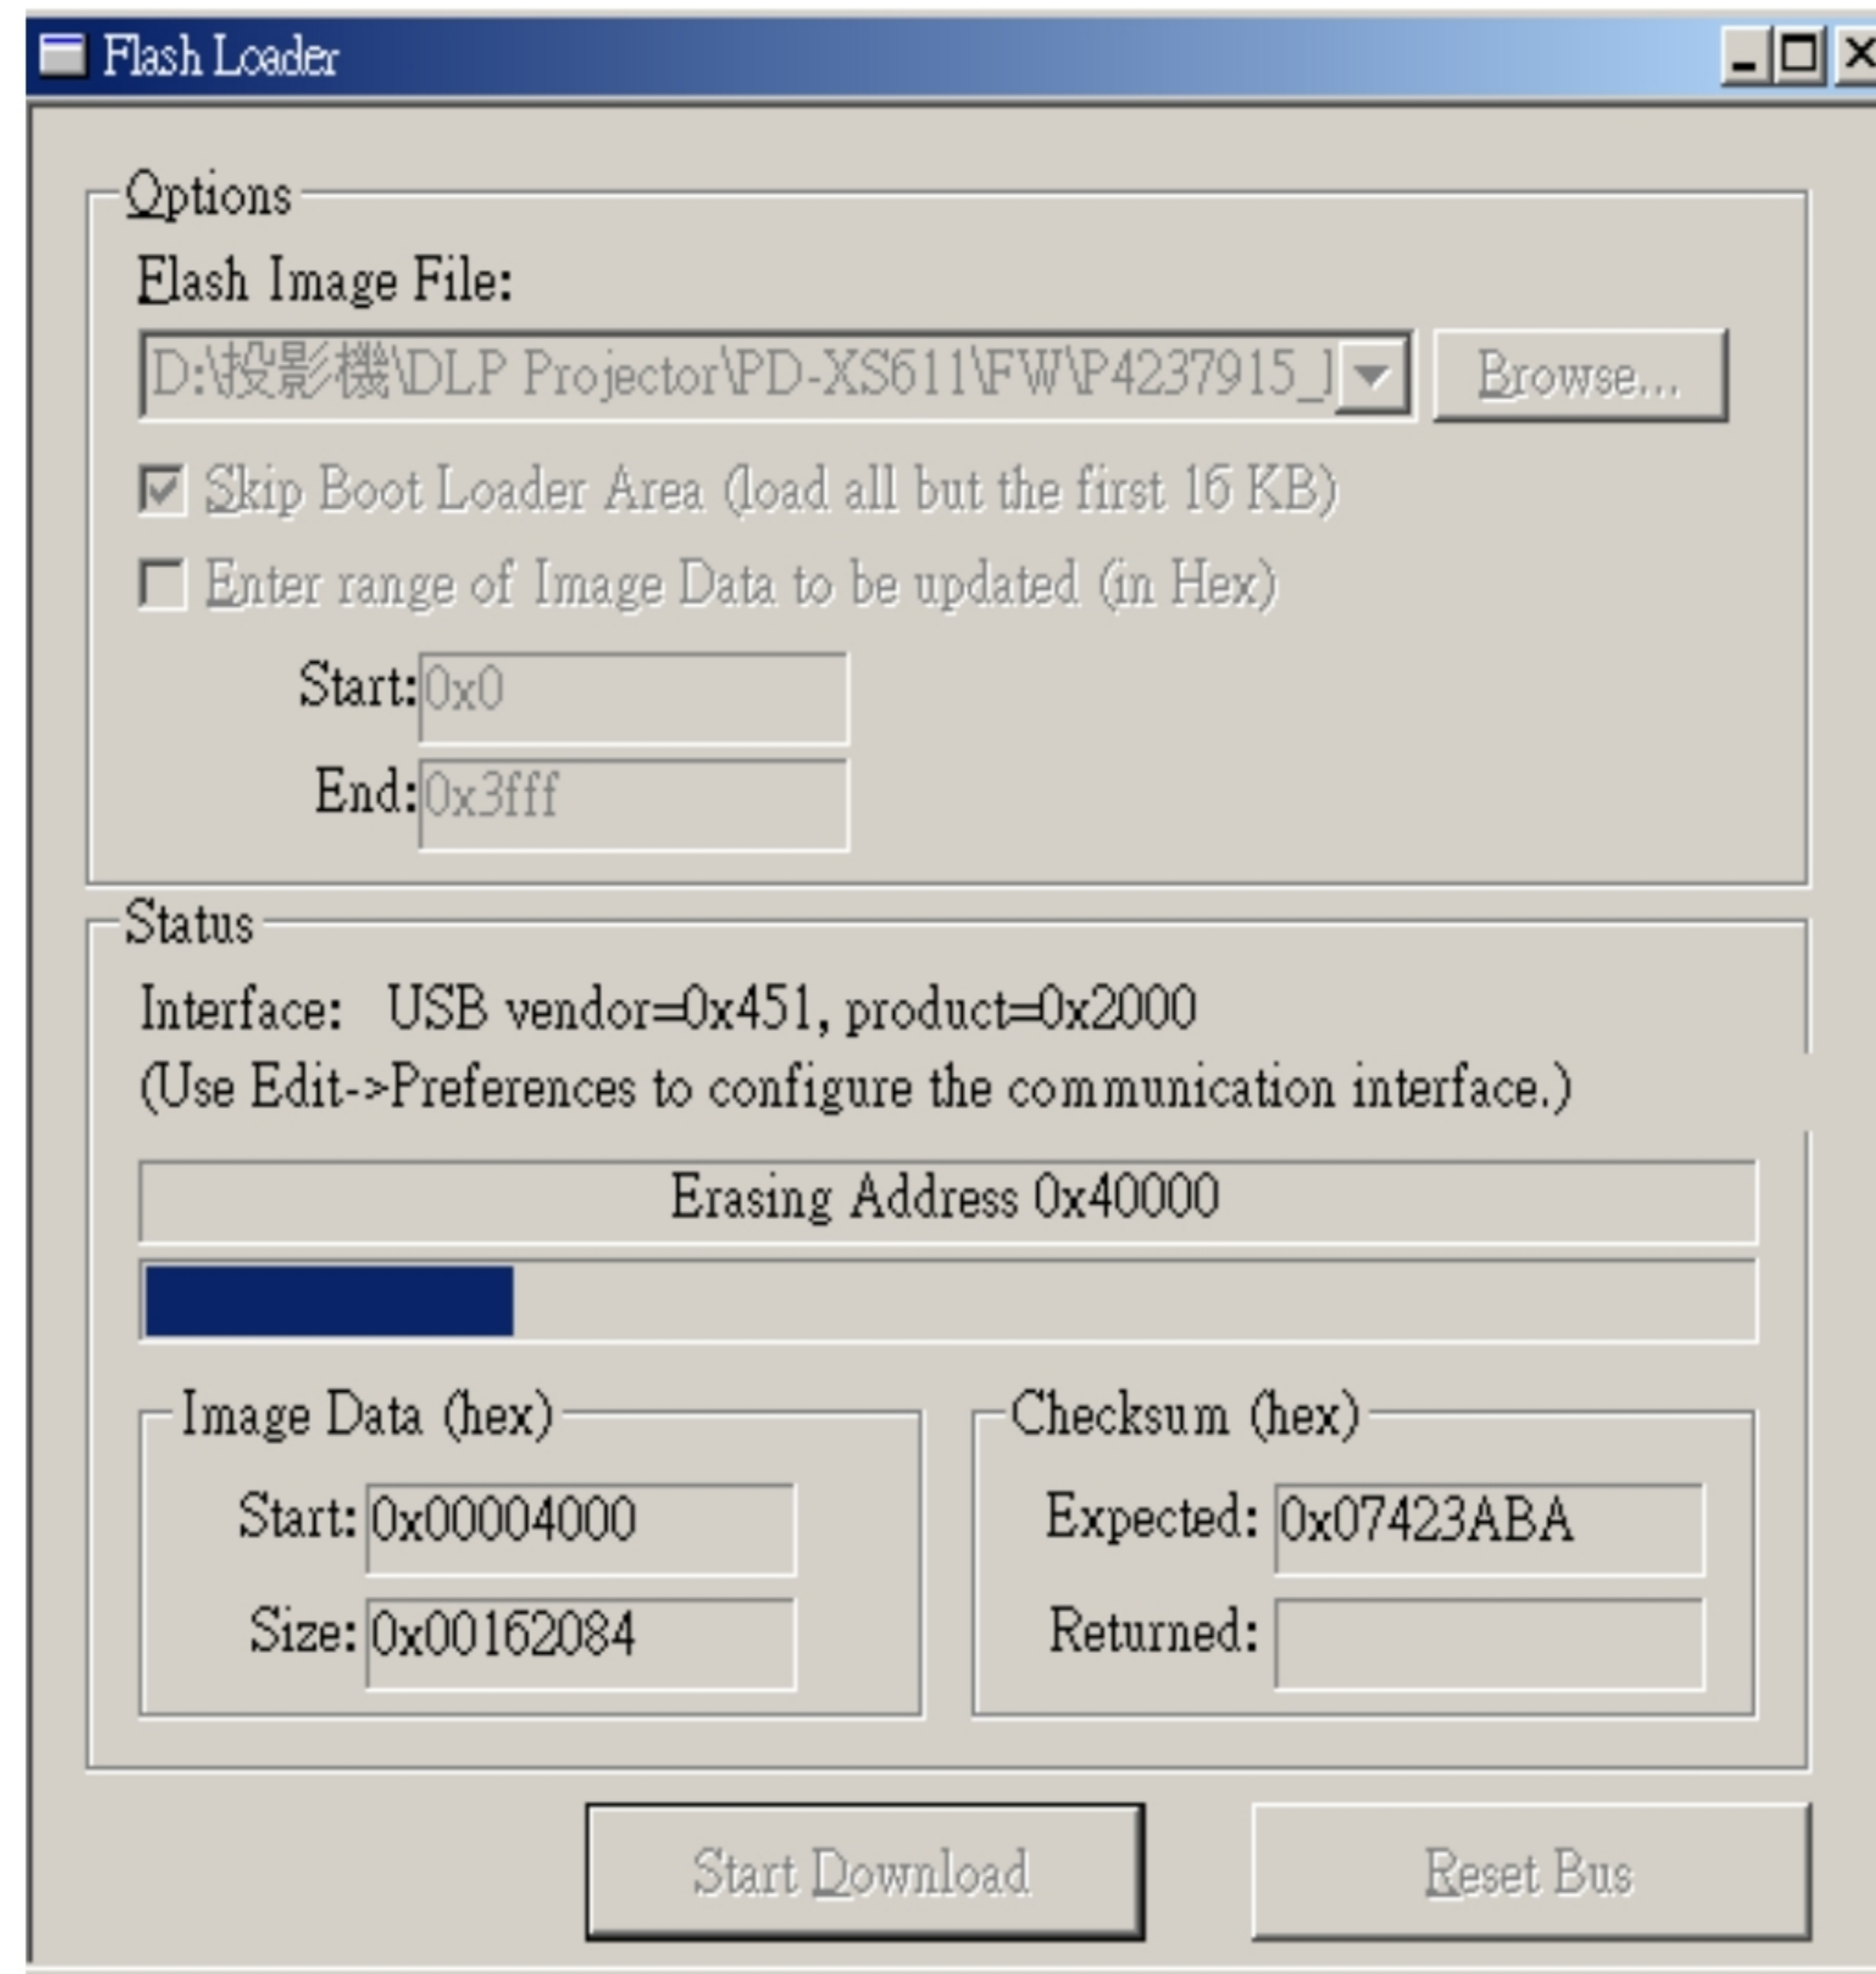 Flash Loader
Options
Flash Image File:
D:\投影機\DLP Projector\PD-XS611\FW\P4237915_ Browse...
Skip Boot Loader Area (load all but the first 16 KB)
Enter range of Image Data to be updated (in Hex)
Start: 0x0
End: 0x3fff
Status
Interface: USB vendor=0x451, product=0x2000
(Use Edit->Preferences to configure the communication interface.)
Erasing Address 0x40000
Image Data (hex) Checksum (hex)
Start: 0x00004000 Expected: 0x07423ABA
Size: 0x00162084 Returned:
Start Download Reset Bus